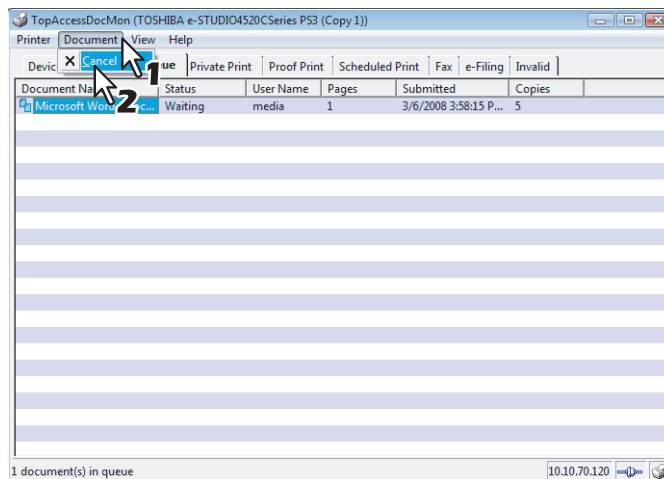 TopAccessDocMon (TOSHIBA e-STUDIO4520CSeries PS3 (Copy 1))
Printer Document View Help
Cancel
1
2
Private Print Proof Print Scheduled Print Fax e-Filing Invalid
Status User Name Pages Submitted Copies
Microsoft Waiting media 1 3/6/2008 3:58:15 P... 5
1 document(s) in queue 10.10.70.120